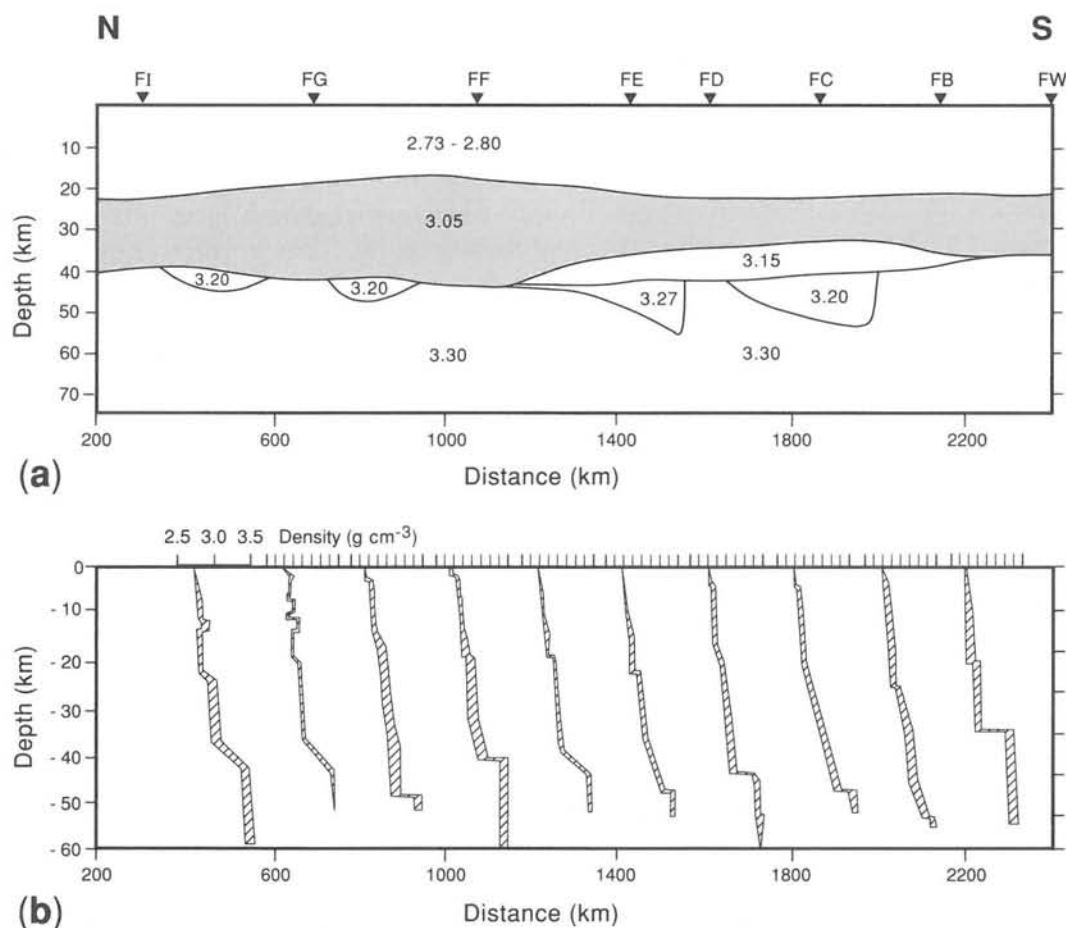 N S
FI FG FF FE FD FC FB FW
2.73 - 2.80
3.05
3.15
3.20 3.20 3.27 3.20
3.30 3.30
Depth (km)
10
20
30
40
50
60
70
200 600 1000 1400 1800 2200
Distance (km)
(a)
2.5 3.0 3.5 Density (g cm-3)
Depth (km)
0
- 10
- 20
- 30
- 40
- 50
- 60
200 600 1000 1400 1800 2200
Distance (km)
(b)